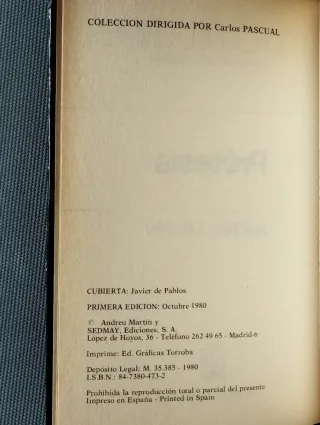 COLECCION DIRIGIDA POR Carlos PASCUAL
CUBIERTA: Javier de Pablos
PRIMERA EDICION: Octubre 1980
© Andreu Martín y
SEDMAY, Ediciones, S. A.
López de Hoyos, 36 - Teléfono 262 49 65 - Madrid-6
Imprime: Ed. Gráficas Torroba
Depósito Legal: M. 35.385 - 1980
I.S.B.N.: 84-7380-473-2
Prohibida la reproducción total o parcial del presente
Impreso en España - Printed in Spain